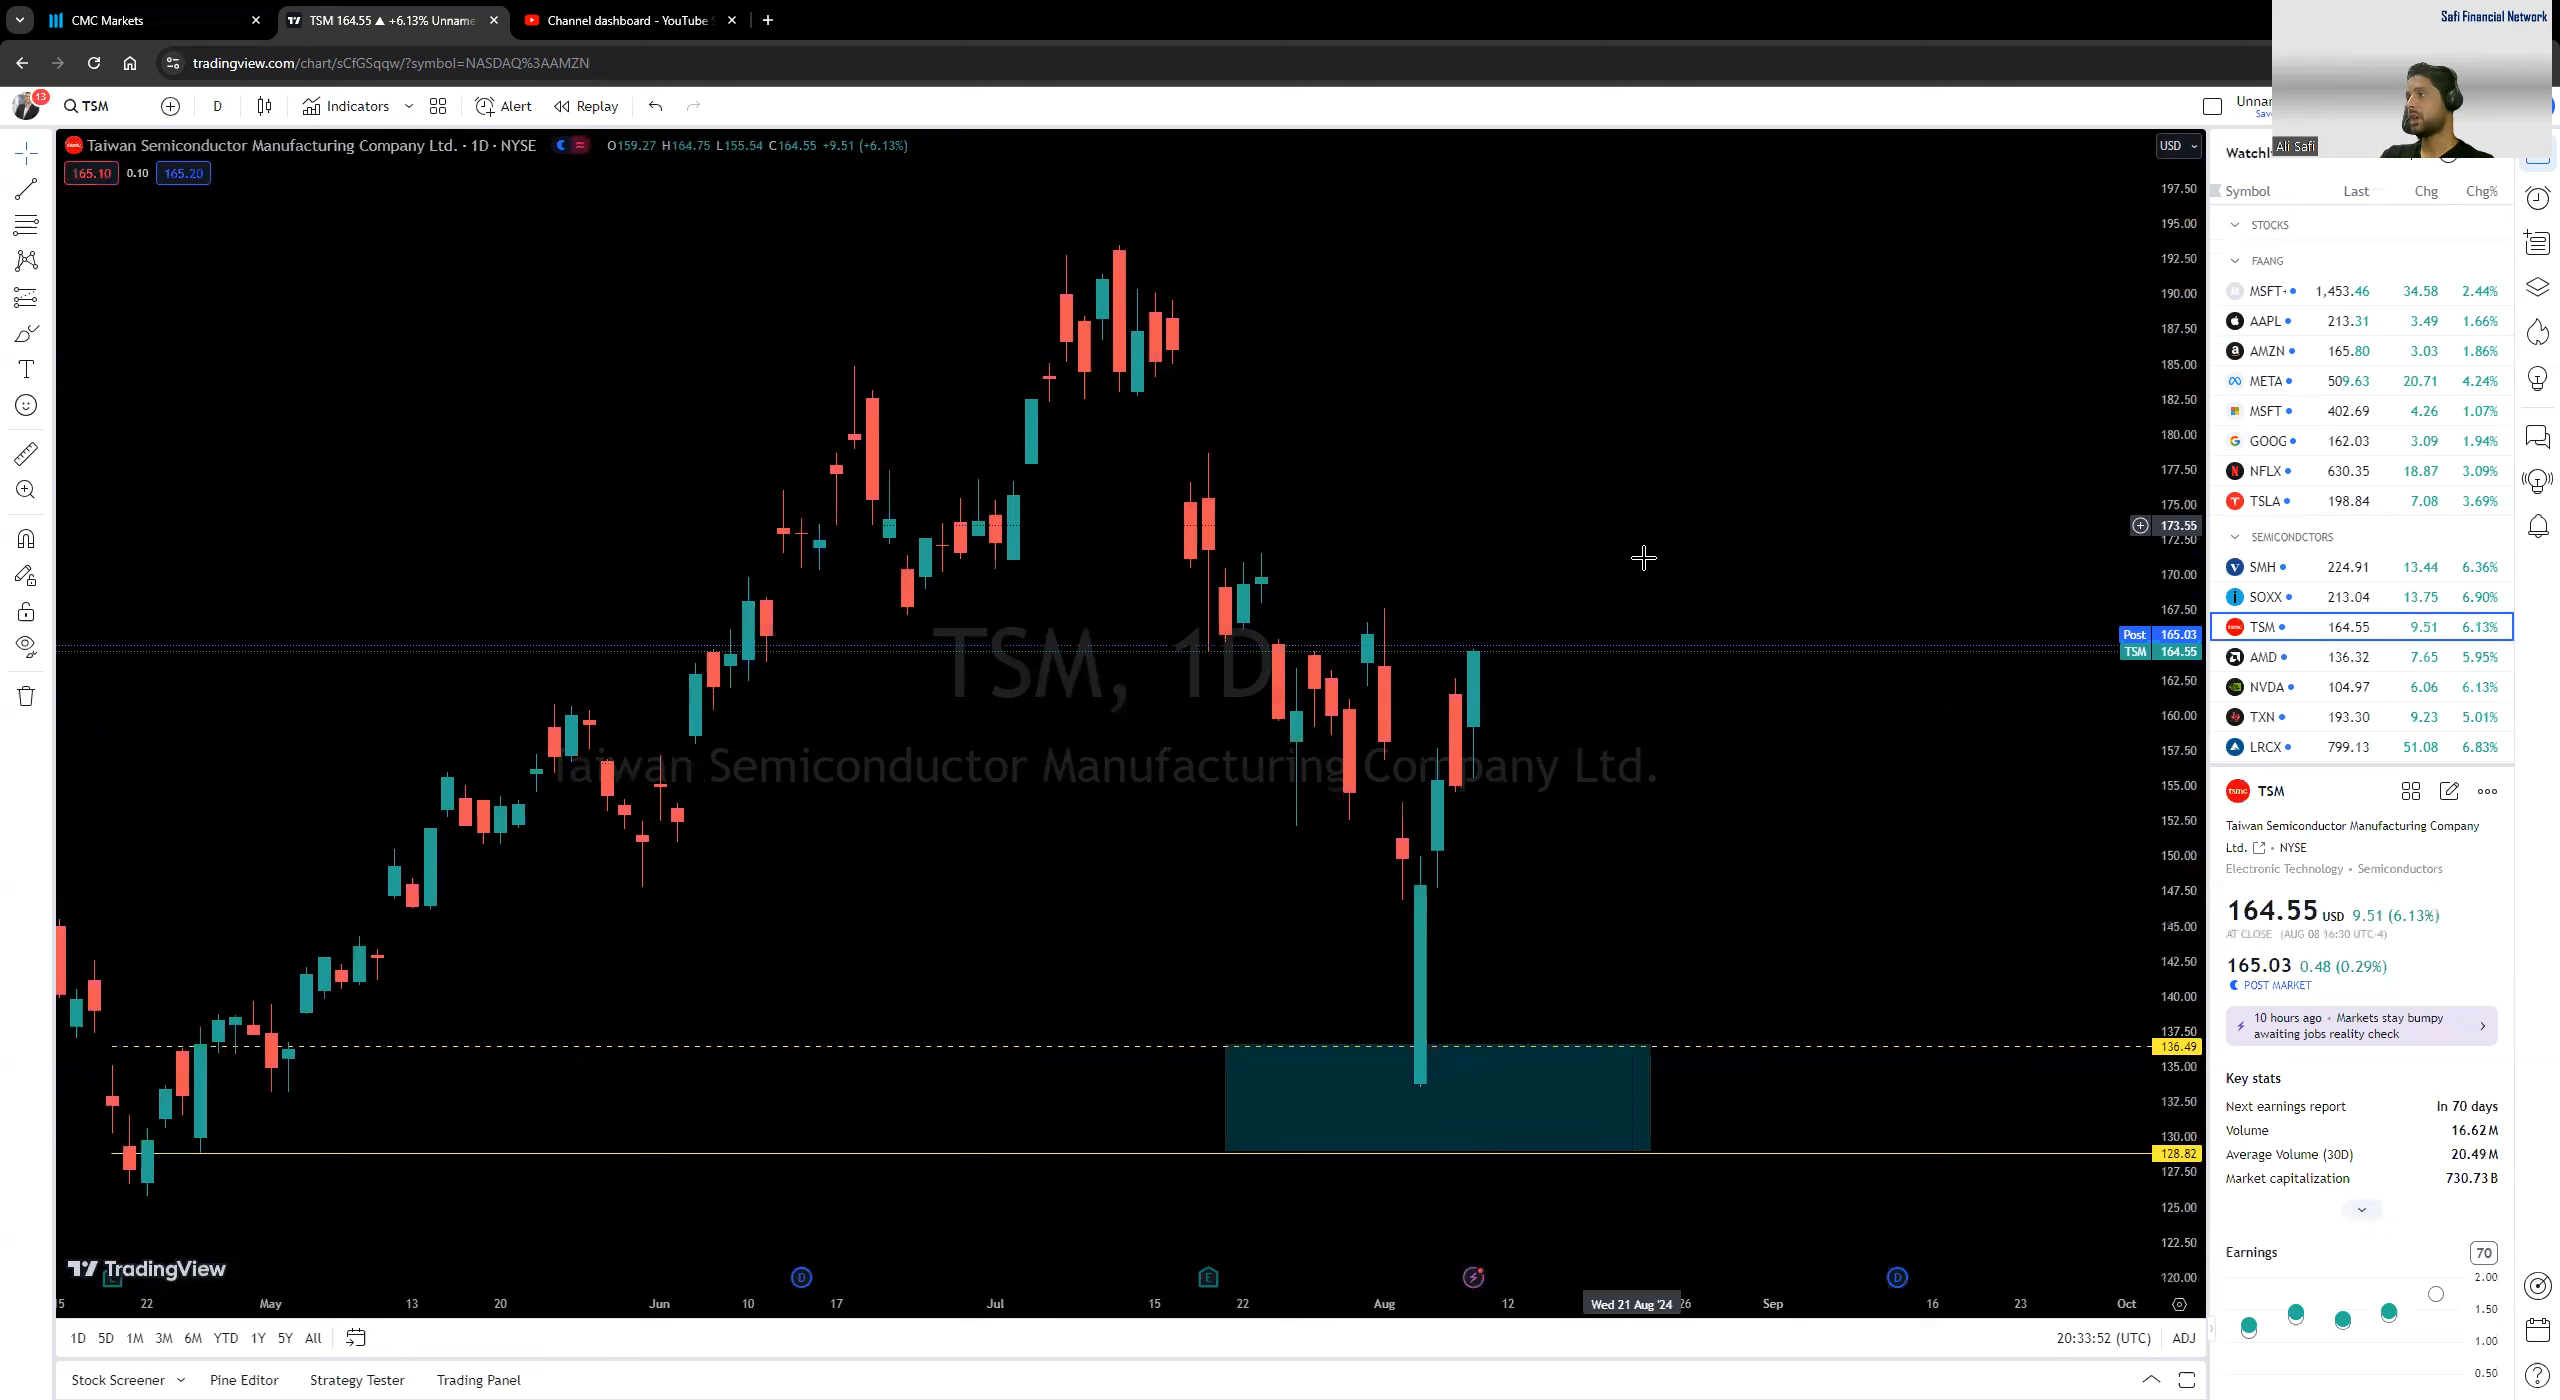 CMC Markets
TSM 164.55 ▲ +6.13% Unname
Channel dashboard - YouTube
Safi Financial Network
tradingview.com/chart/sCfGSqqw/?symbol=NASDAQ%3AAMZN
13
TSM
D
Indicators
Alert
Replay
Unnan
Save
Ali Safi
Taiwan Semiconductor Manufacturing Company Ltd. · 1D · NYSE
O159.27 H164.75 L155.54 C164.55 +9.51 (+6.13%)
165.10 0.10 165.20
USD
TSM, 1D
Taiwan Semiconductor Manufacturing Company Ltd.
197.50
195.00
192.50
190.00
187.50
185.00
182.50
180.00
177.50
175.00
173.55
172.50
170.00
167.50
Post 165.03
TSM 164.55
162.50
160.00
157.50
155.00
152.50
150.00
147.50
145.00
142.50
140.00
137.50
136.49
135.00
132.50
130.00
128.82
127.50
125.00
122.50
120.00
TradingView
D
E
D
15 22 May 13 20 Jun 10 17 Jul 15 22 Aug 12 Wed 21 Aug '24 26 Sep 16 23 Oct
1D 5D 1M 3M 6M YTD 1Y 5Y All
20:33:52 (UTC) ADJ
Stock Screener Pine Editor Strategy Tester Trading Panel
Watchl
Symbol Last Chg Chg%
STOCKS
FAANG
MSFT+ 1,453.46 34.58 2.44%
AAPL 213.31 3.49 1.66%
AMZN 165.80 3.03 1.86%
META 509.63 20.71 4.24%
MSFT 402.69 4.26 1.07%
GOOG 162.03 3.09 1.94%
NFLX 630.35 18.87 3.09%
TSLA 198.84 7.08 3.69%
SEMICONDCTORS
SMH 224.91 13.44 6.36%
SOXX 213.04 13.75 6.90%
TSM 164.55 9.51 6.13%
AMD 136.32 7.65 5.95%
NVDA 104.97 6.06 6.13%
TXN 193.30 9.23 5.01%
LRCX 799.13 51.08 6.83%
TSM
Taiwan Semiconductor Manufacturing Company
Ltd. • NYSE
Electronic Technology • Semiconductors
164.55 USD 9.51 (6.13%)
AT CLOSE (AUG 08 16:30 UTC-4)
165.03 0.48 (0.29%)
POST MARKET
10 hours ago • Markets stay bumpy
awaiting jobs reality check
Key stats
Next earnings report In 70 days
Volume 16.62M
Average Volume (30D) 20.49M
Market capitalization 730.73B
Earnings 70
2.00
1.50
1.00
0.50